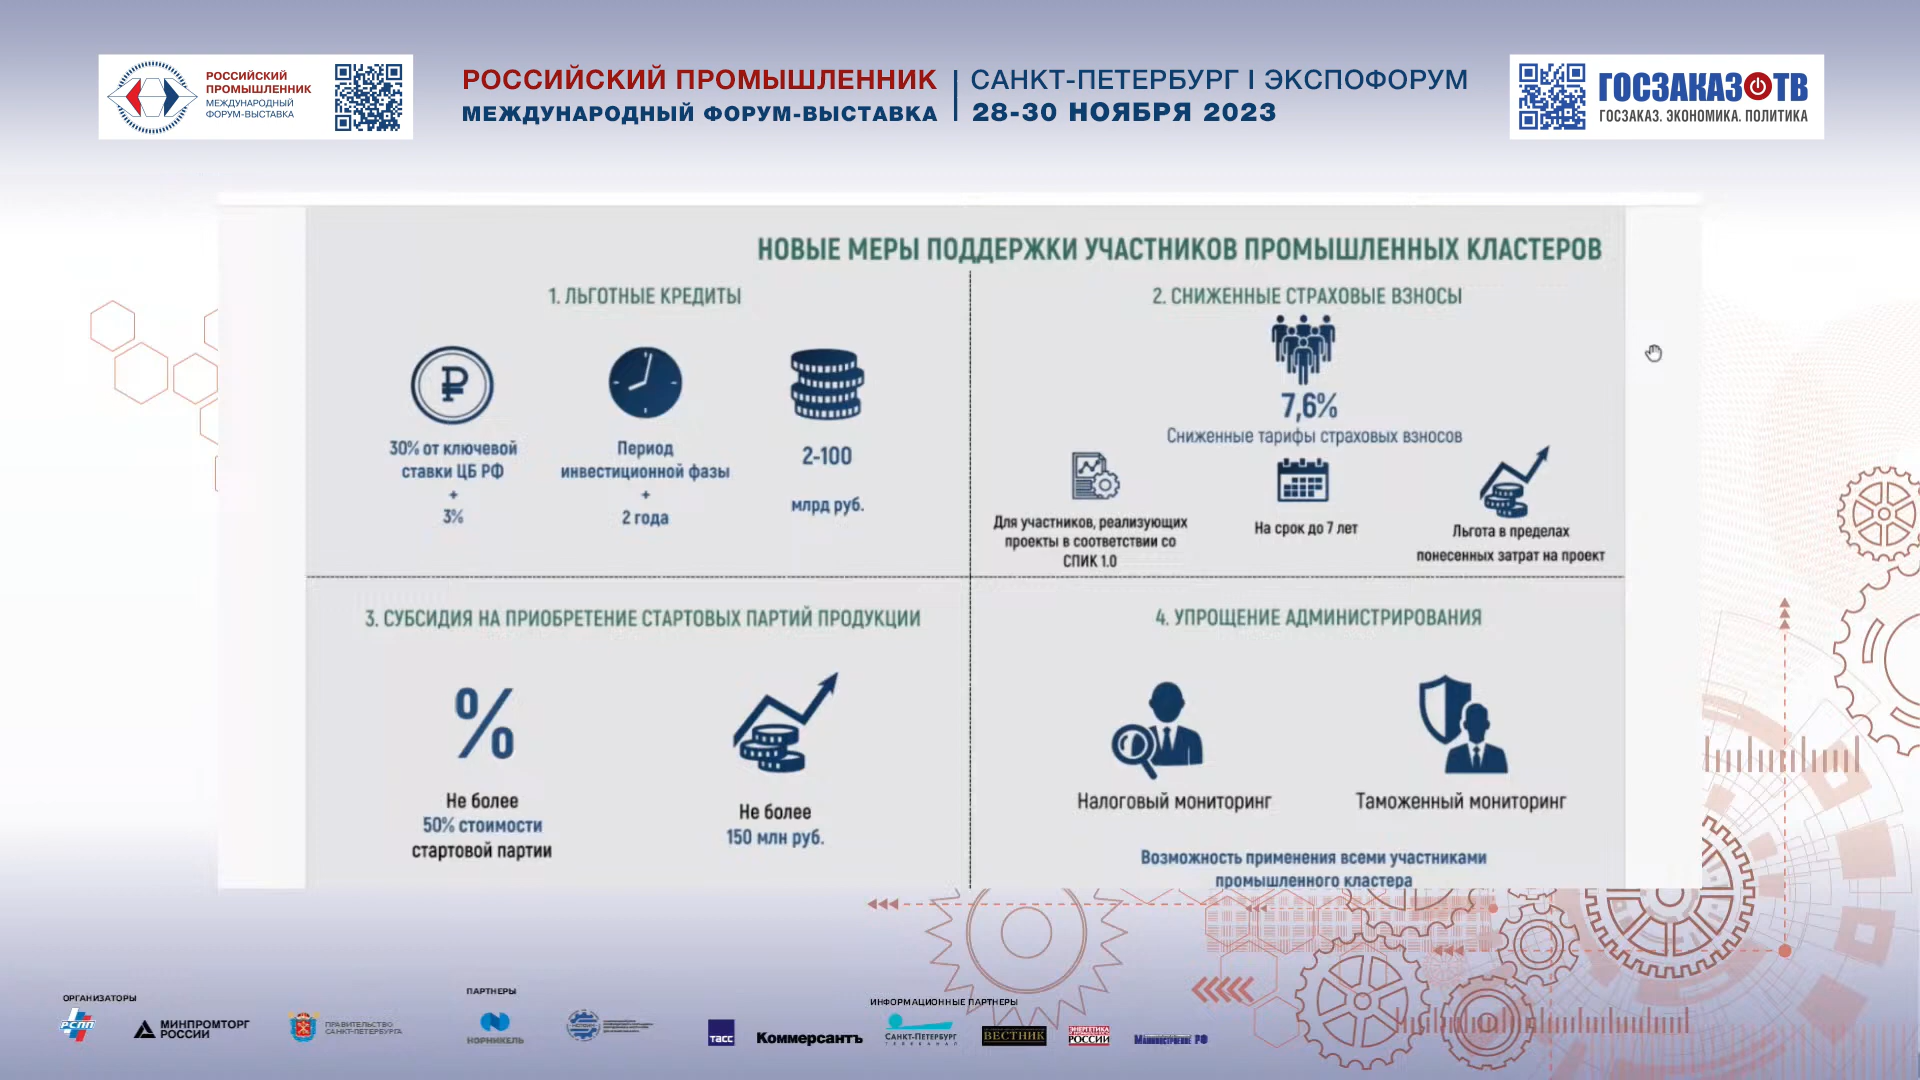 РОССИЙСКИЙ
ПРОМЫШЛЕННИК
МЕЖДУНАРОДНЫЙ
ФОРУМ-ВЫСТАВКА
РОССИЙСКИЙ ПРОМЫШЛЕННИК
МЕЖДУНАРОДНЫЙ ФОРУМ-ВЫСТАВКА
САНКТ-ПЕТЕРБУРГ I ЭКСПОФОРУМ
28-30 НОЯБРЯ 2023
ГОСЗАКАЗ ТВ
ГОСЗАКАЗ. ЭКОНОМИКА. ПОЛИТИКА
НОВЫЕ МЕРЫ ПОДДЕРЖКИ УЧАСТНИКОВ ПРОМЫШЛЕННЫХ КЛАСТЕРОВ
1. ЛЬГОТНЫЕ КРЕДИТЫ
30% от ключевой
ставки ЦБ РФ
+
3%
Период
инвестиционной фазы
+
2 года
2-100
млрд руб.
2. СНИЖЕННЫЕ СТРАХОВЫЕ ВЗНОСЫ
7,6%
Сниженные тарифы страховых взносов
Для участников, реализующих
проекты в соответствии со
СПИК 1.0
На срок до 7 лет
Льгота в пределах
понесенных затрат на проект
3. СУБСИДИЯ НА ПРИОБРЕТЕНИЕ СТАРТОВЫХ ПАРТИЙ ПРОДУКЦИИ
%
Не более
50% стоимости
стартовой партии
Не более
150 млн руб.
4. УПРОЩЕНИЕ АДМИНИСТРИРОВАНИЯ
Налоговый мониторинг
Таможенный мониторинг
Возможность применения всеми участниками
промышленного кластера
ОРГАНИЗАТОРЫ
РСПП
МИНПРОМТОРГ
РОССИИ
ПРАВИТЕЛЬСТВО
САНКТ-ПЕТЕРБУРГА
ПАРТНЕРЫ
НОРНИКЕЛЬ
ИНФОРМАЦИОННЫЕ ПАРТНЕРЫ
ТАСС
Коммерсантъ
САНКТ-ПЕТЕРБУРГ
ТЕЛЕКАНАЛ
ВЕСТНИК
ЭНЕРГЕТИКА
РОССИИ
Машиностроение РФ